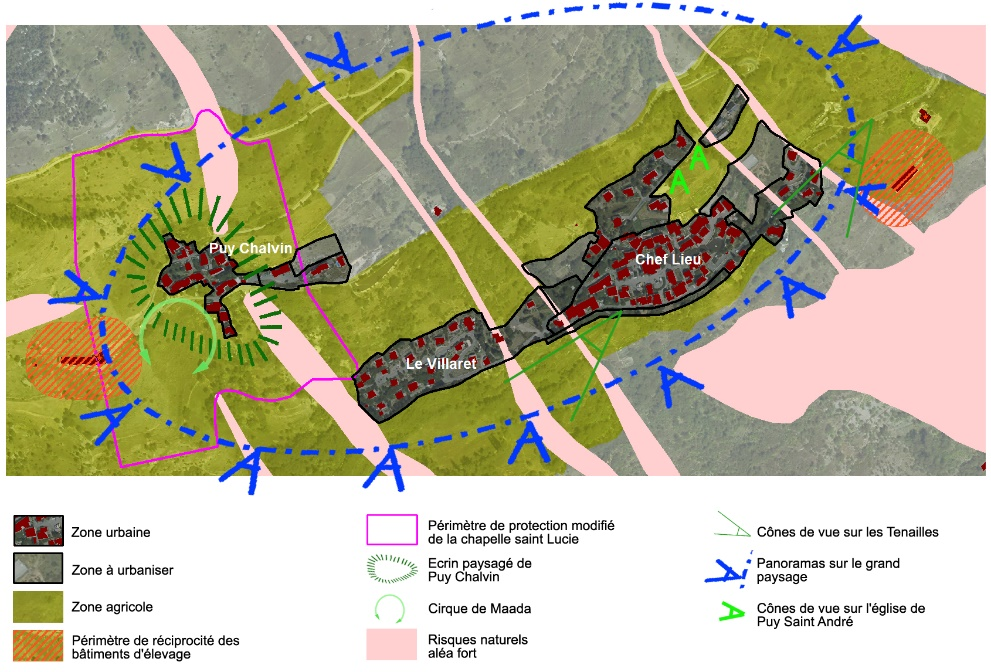 Puy Chalvin
Chef Lieu
Le Villaret
Zone urbaine
Zone à urbaniser
Zone agricole
Périmètre de réciprocité des
bâtiments d'élevage
Périmètre de protection modifié
de la chapelle saint Lucie
Ecrin paysagé de
Puy Chalvin
Cirque de Maada
Risques naturels
aléa fort
Cônes de vue sur les Tenailles
Panoramas sur le grand
paysage
Cônes de vue sur l'église de
Puy Saint André